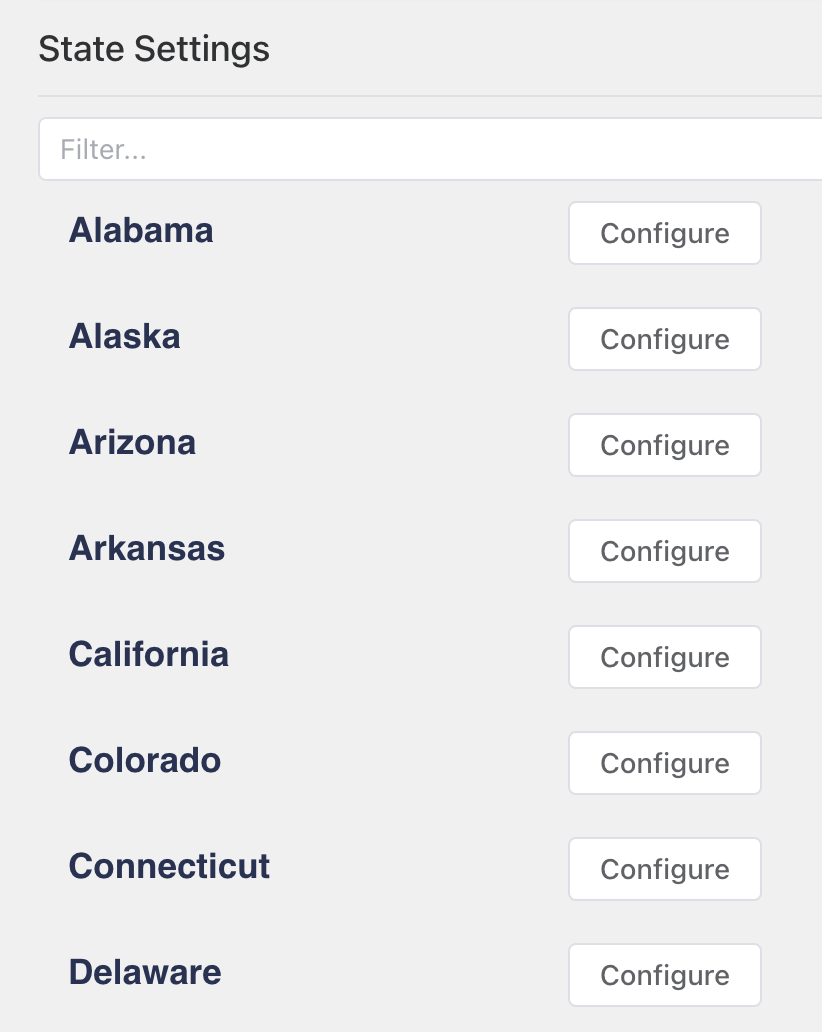 State Settings
Filter...
Alabama Configure
Alaska Configure
Arizona Configure
Arkansas Configure
California Configure
Colorado Configure
Connecticut Configure
Delaware Configure